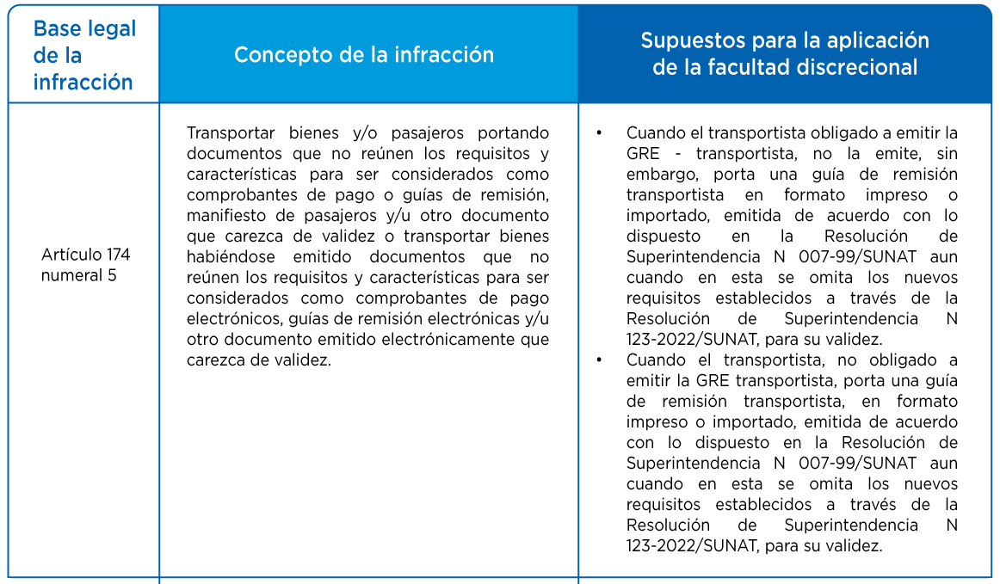 Base legal
de la
infracción
Concepto de la infracción
Supuestos para la aplicación
de la facultad discrecional
Artículo 174
numeral 5
Transportar bienes y/o pasajeros portando
documentos que no reúnen los requisitos y
características para ser considerados como
comprobantes de pago o guías de remisión,
manifiesto de pasajeros y/u otro documento
que carezca de validez o transportar bienes
habiéndose emitido documentos que no
reúnen los requisitos y características para ser
considerados como comprobantes de pago
electrónicos, guías de remisión electrónicas y/u
otro documento emitido electrónicamente que
carezca de validez.
• Cuando el transportista obligado a emitir la
GRE - transportista, no la emite, sin
embargo, porta una guía de remisión
transportista en formato impreso o
importado, emitida de acuerdo con lo
dispuesto en la Resolución de
Superintendencia N 007-99/SUNAT aun
cuando en esta se omita los nuevos
requisitos establecidos a través de la
Resolución de Superintendencia N
123-2022/SUNAT, para su validez.
• Cuando el transportista, no obligado a
emitir la GRE transportista, porta una guía
de remisión transportista, en formato
impreso o importado, emitida de acuerdo
con lo dispuesto en la Resolución de
Superintendencia N 007-99/SUNAT aun
cuando en esta se omita los nuevos
requisitos establecidos a través de la
Resolución de Superintendencia N
123-2022/SUNAT, para su validez.